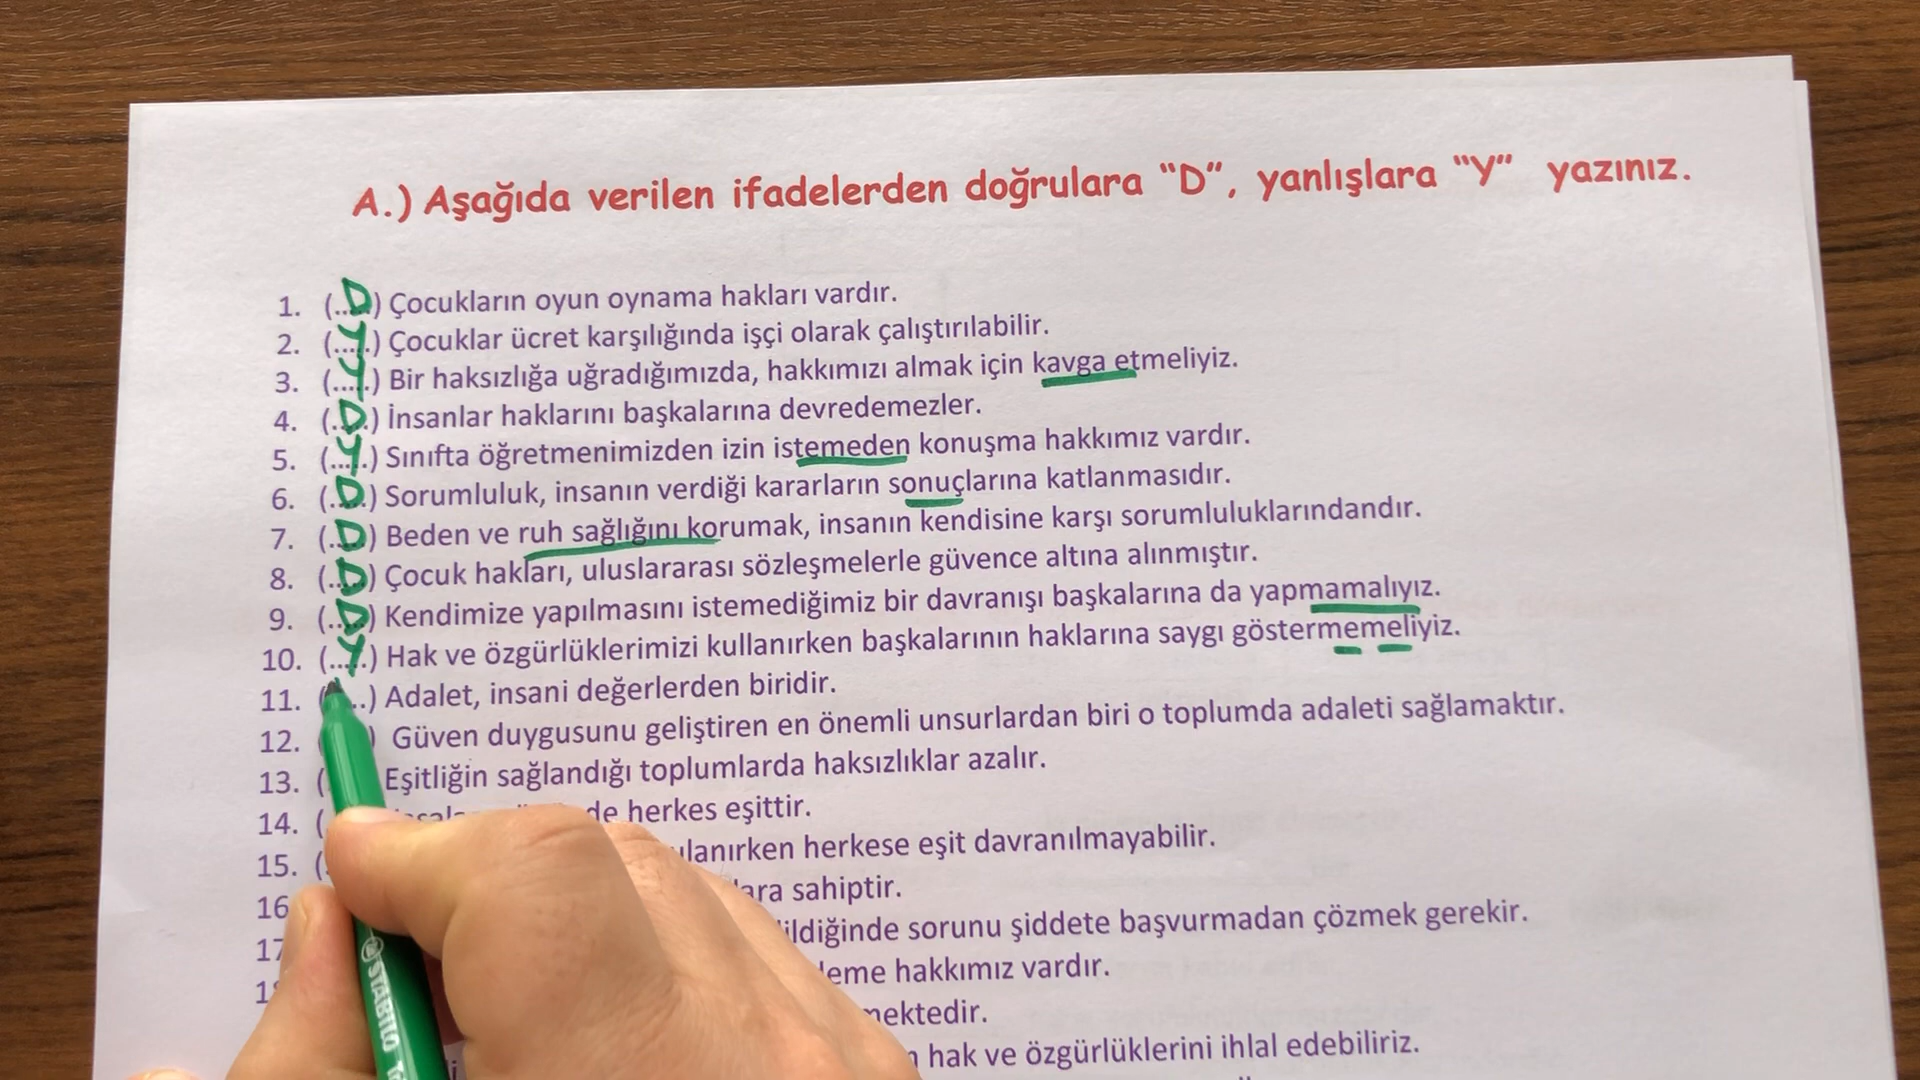 A.) Aşağıda verilen ifadelerden doğrulara “D”, yanlışlara “Y” yazınız.
1. (..D..) Çocukların oyun oynama hakları vardır.
2. (..Y..) Çocuklar ücret karşılığında işçi olarak çalıştırılabilir.
3. (..Y..) Bir haksızlığa uğradığımızda, hakkımızı almak için kavga etmeliyiz.
4. (..D..) İnsanlar haklarını başkalarına devredemezler.
5. (..Y..) Sınıfta öğretmenimizden izin istemeden konuşma hakkımız vardır.
6. (..D..) Sorumluluk, insanın verdiği kararların sonuçlarına katlanmasıdır.
7. (..D..) Beden ve ruh sağlığını korumak, insanın kendisine karşı sorumluluklarındandır.
8. (..D..) Çocuk hakları, uluslararası sözleşmelerle güvence altına alınmıştır.
9. (..D..) Kendimize yapılmasını istemediğimiz bir davranışı başkalarına da yapmamalıyız.
10. (..Y..) Hak ve özgürlüklerimizi kullanırken başkalarının haklarına saygı göstermemeliyiz.
11. ( ..) Adalet, insani değerlerden biridir.
12. ( ) Güven duygusunu geliştiren en önemli unsurlardan biri o toplumda adaleti sağlamaktır.
13. ( Eşitliğin sağlandığı toplumlarda haksızlıklar azalır.
14. ( herkes eşittir.
15. ( herkese eşit davranılmayabilir.
16 sahiptir.
17 sorunu şiddete başvurmadan çözmek gerekir.
hakkımız vardır.
hak ve özgürlüklerini ihlal edebiliriz.
STABILO